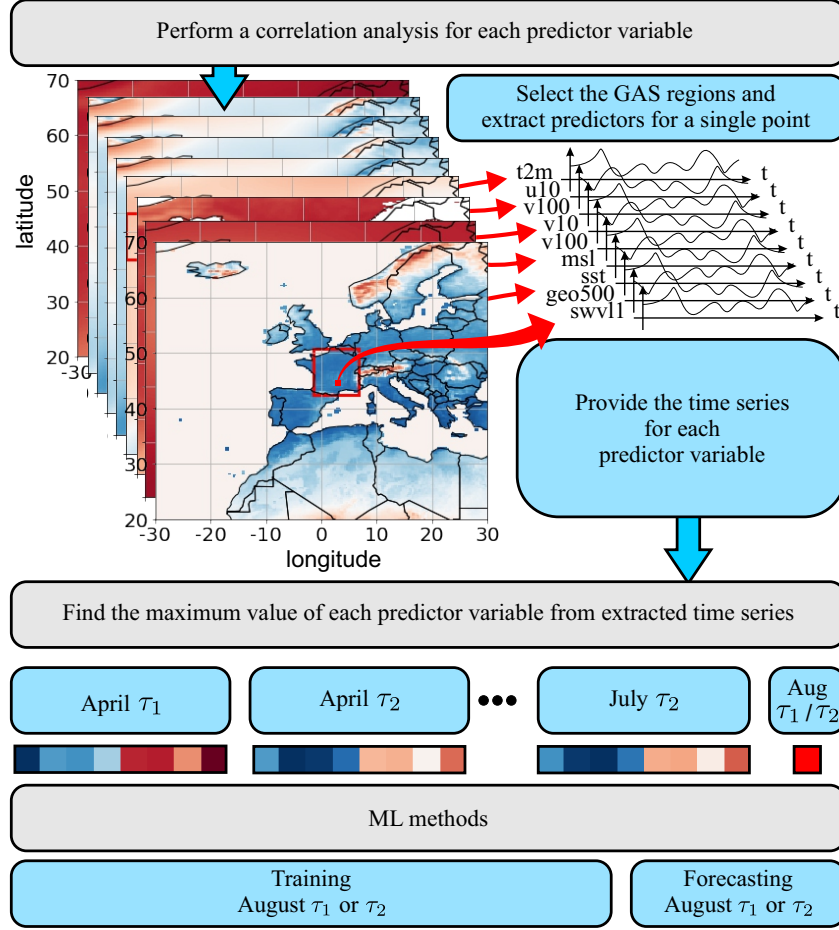 Perform a correlation analysis for each predictor variable
Select the GAS regions and
extract predictors for a single point
70
60
50
40
30
20
-30
latitude
70
60
50
40
30
20
-30
-20
-10
0
10
20
30
longitude
t2m
u10
v100
v10
v100
msl
sst
geo500
swvl1
t
t
t
t
t
t
t
t
t
Provide the time series
for each
predictor variable
Find the maximum value of each predictor variable from extracted time series
April τ1
April τ2
•••
July τ2
Aug
τ1 / τ2
ML methods
Training
August τ1 or τ2
Forecasting
August τ1 or τ2